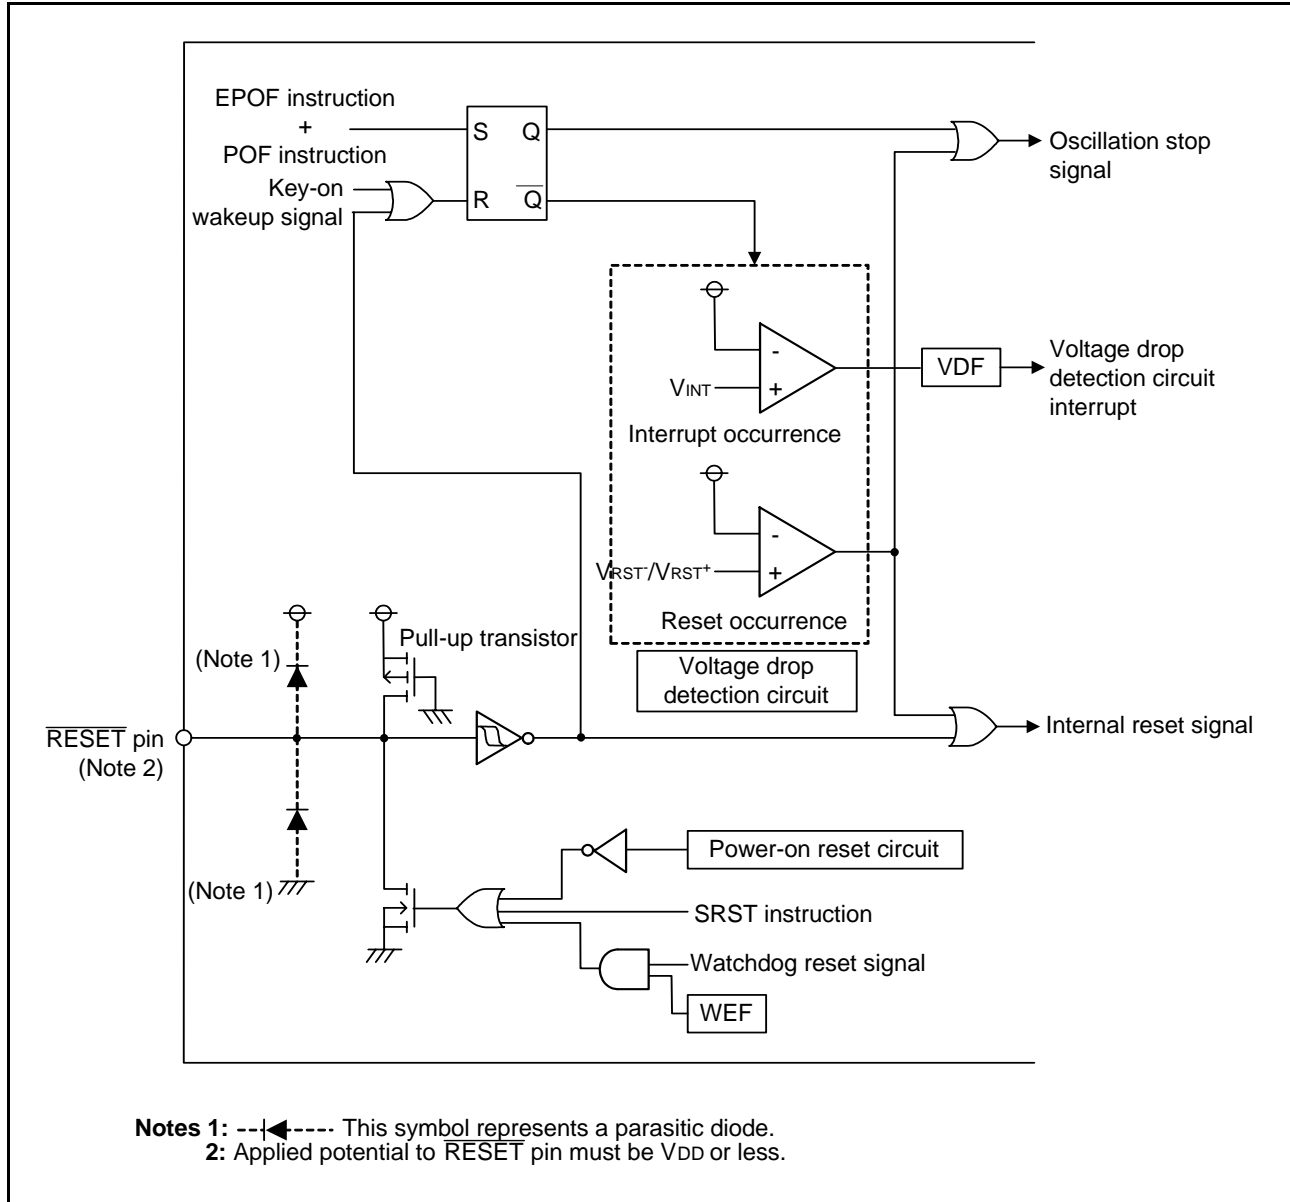 EPOF instruction
+
POF instruction
Key-on
wakeup signal
S Q
R Q̅
Oscillation stop
signal
-
+
VINT
Interrupt occurrence
VDF
Voltage drop
detection circuit
interrupt
-
+
VRST-/VRST+
Reset occurrence
Voltage drop
detection circuit
Pull-up transistor
(Note 1)
RESET pin
(Note 2)
Internal reset signal
(Note 1)
Power-on reset circuit
SRST instruction
Watchdog reset signal
WEF
Notes 1: This symbol represents a parasitic diode.
2: Applied potential to RESET pin must be VDD or less.